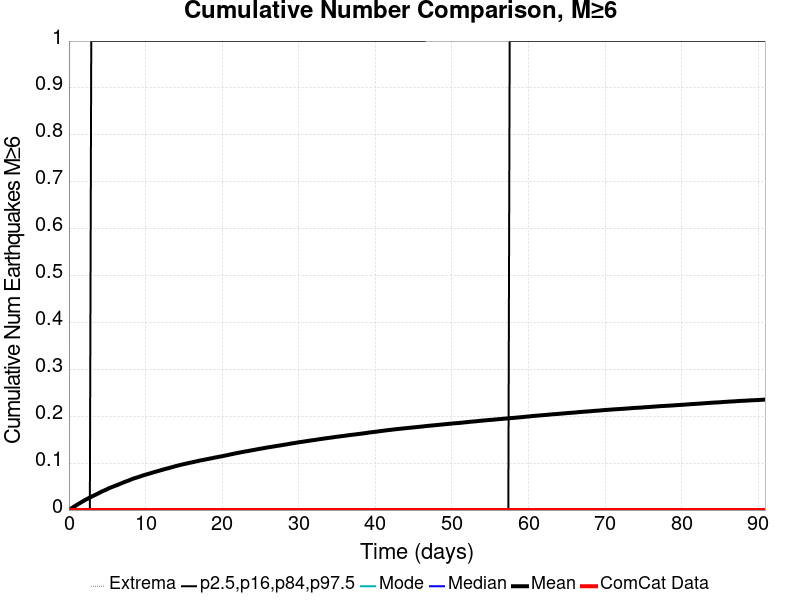 Cumulative Number Comparison, M≥6
Cumulative Num Earthquakes M≥6
1
0.9
0.8
0.7
0.6
0.5
0.4
0.3
0.2
0.1
0
0 10 20 30 40 50 60 70 80 90
Time (days)
Extrema p2.5,p16,p84,p97.5 Mode Median Mean ComCat Data